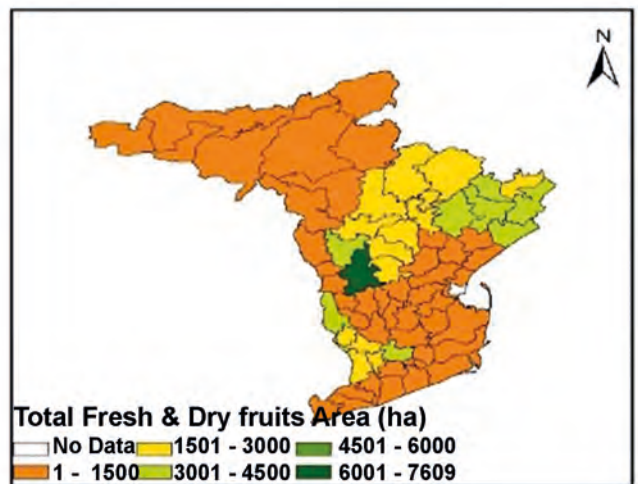 N
Total Fresh & Dry fruits Area (ha)
No Data 1501 - 3000 4501 - 6000
1 - 1500 3001 - 4500 6001 - 7609